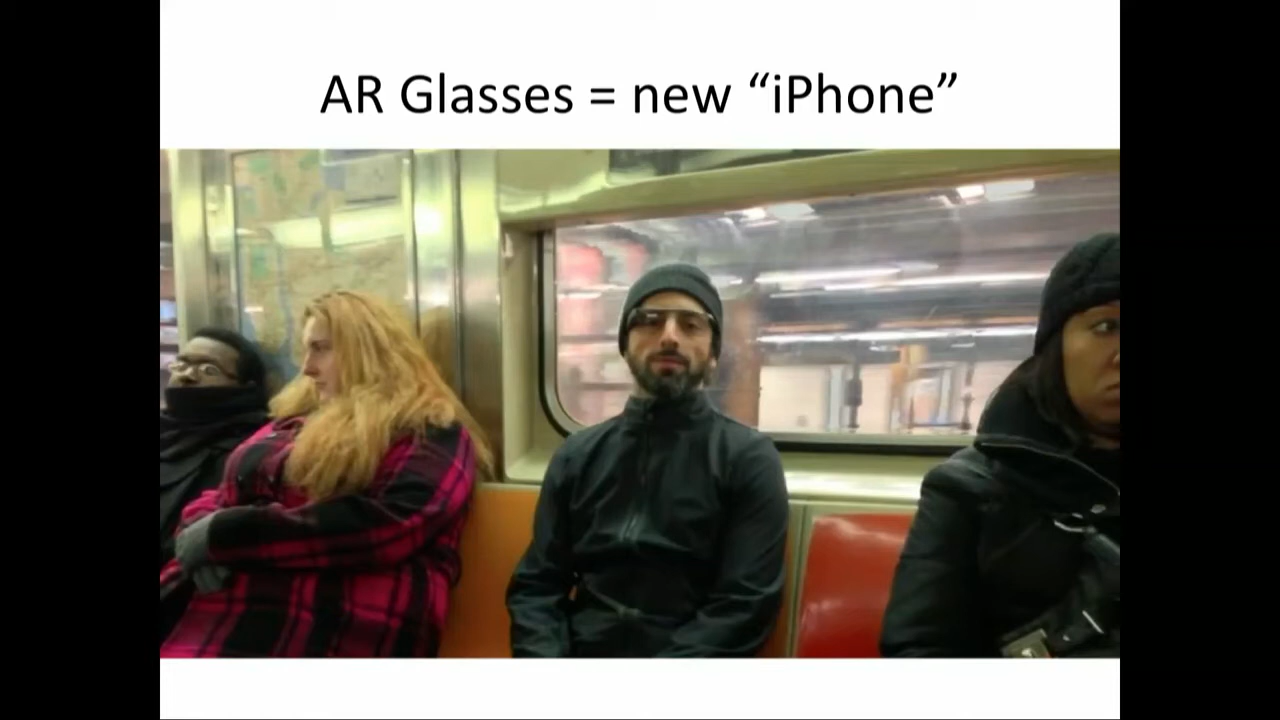 AR Glasses = new “iPhone”